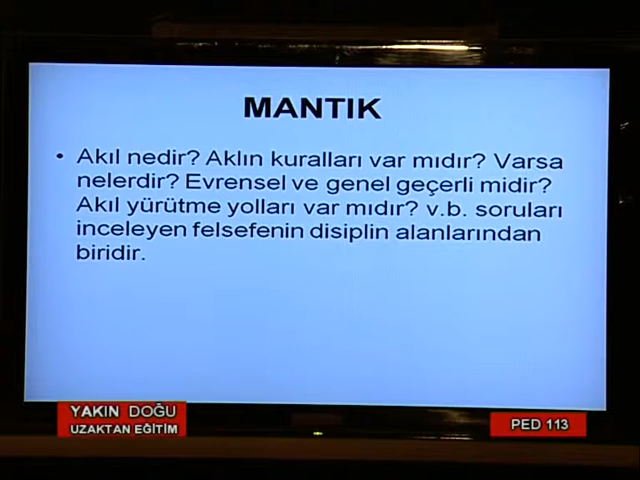 MANTIK
• Akıl nedir? Aklın kuralları var mıdır? Varsa
nelerdir? Evrensel ve genel geçerli midir?
Akıl yürütme yolları var mıdır? v.b. soruları
inceleyen felsefenin disiplin alanlarından
biridir.
YAKIN DOĞU
UZAKTAN EĞİTİM
PED 113